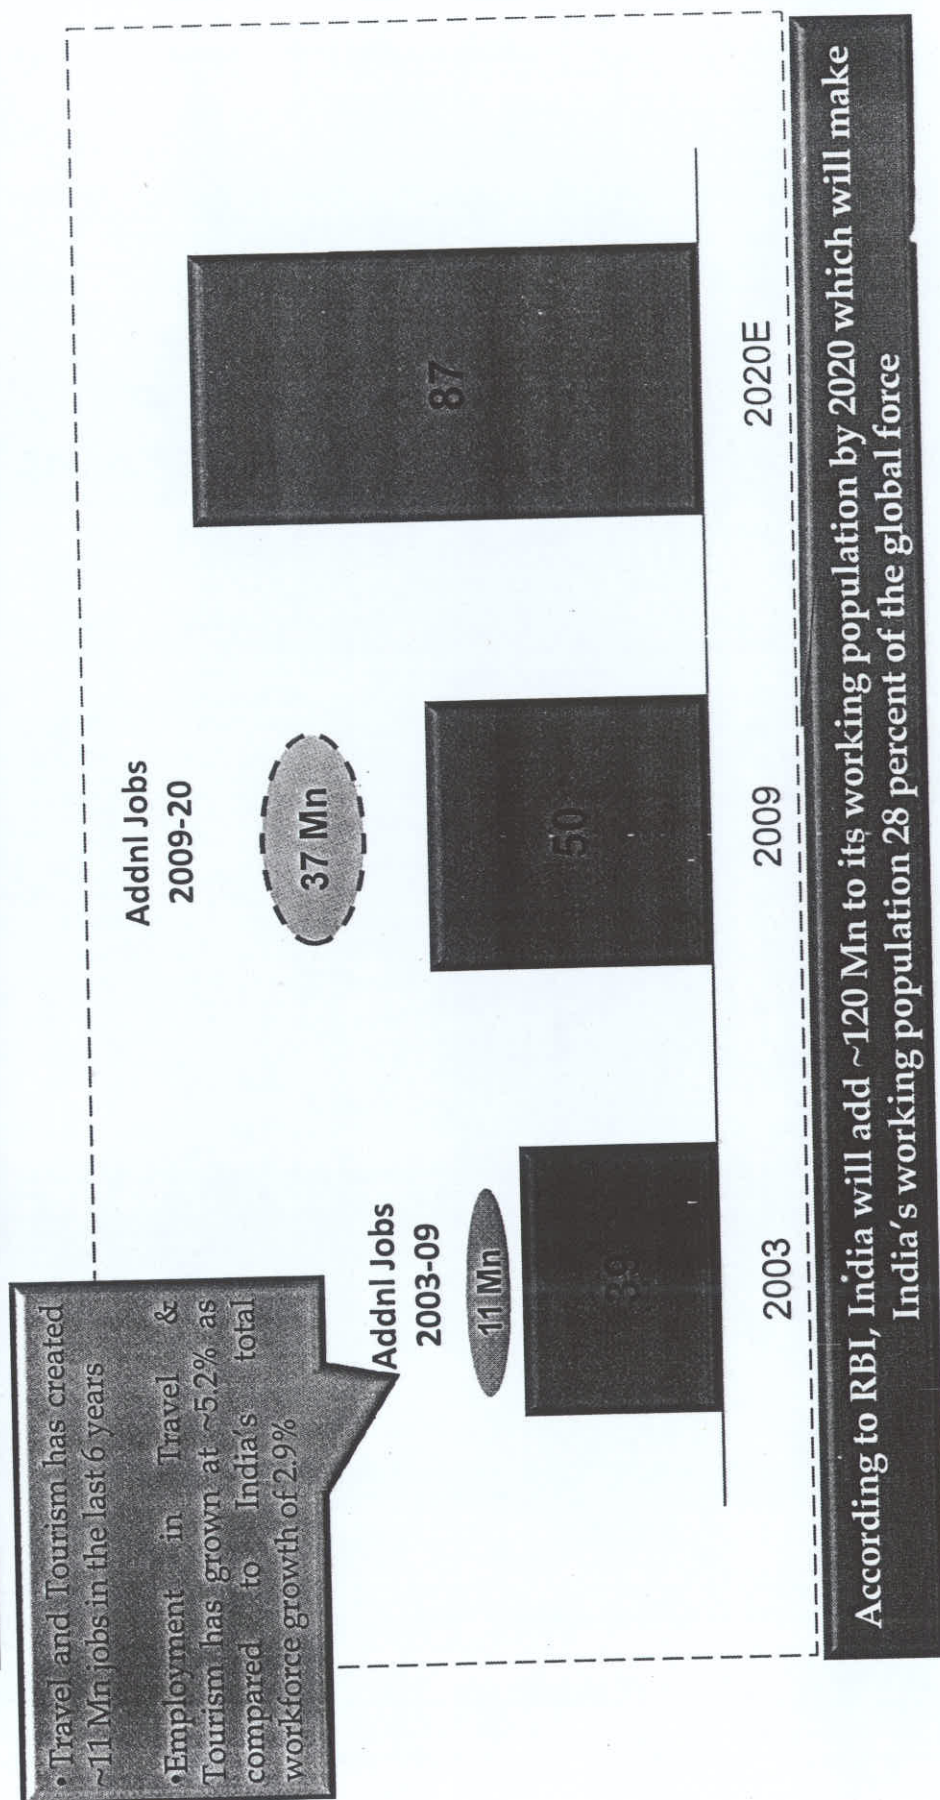 • Travel and Tourism has created
~11 Mn jobs in the last 6 years
•Employment in Travel &
Tourism has grown at ~5.2% as
compared to India's total
workforce growth of 2.9%
Addnl Jobs
2003-09
11 Mn
39
2003
Addnl Jobs
2009-20
37 Mn
50
2009
87
2020E
According to RBI, India will add ~120 Mn to its working population by 2020 which will make
India's working population 28 percent of the global force